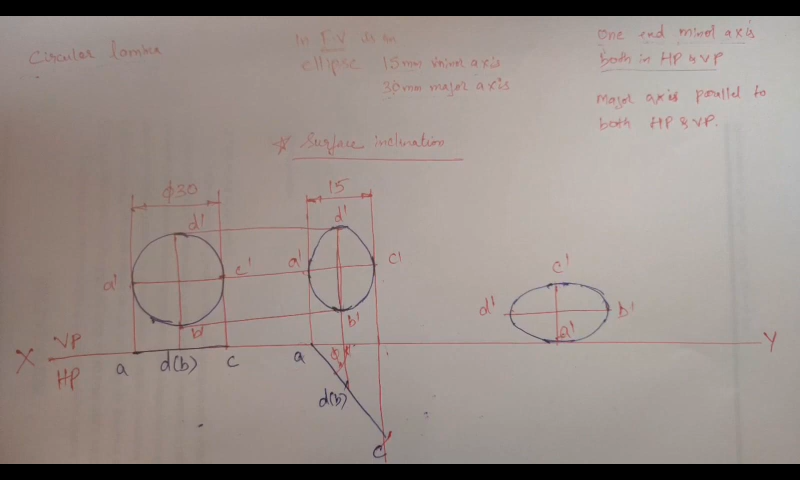 Circular lamina
In F.V is an
ellipse 15mm minor axis
30mm major axis
One end minor axis
both in HP & VP
Major axis parallel to
both HP & VP.
* Surface inclination
φ30
15
d'
d'
a'
c'
a'
c'
b'
b'
c'
d'
b'
a'
X
VP
HP
Y
a
d(b)
c
a
d(b)
c